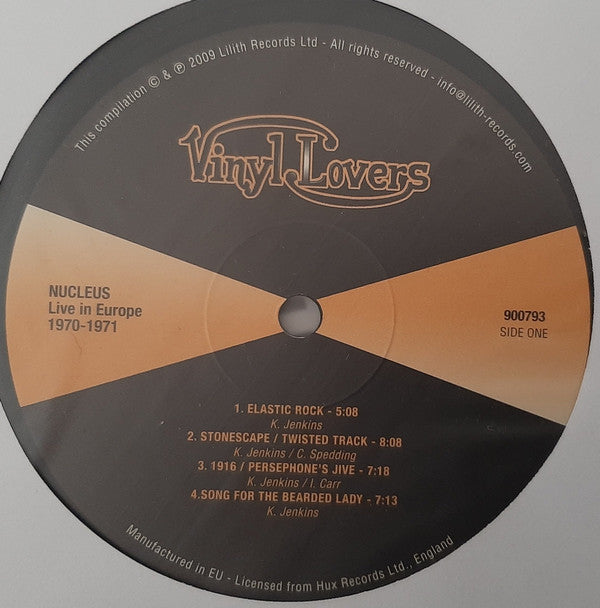 This compilation © & ℗ 2009 Lilith Records Ltd - All rights reserved - info@lilith-records.com
Vinyl Lovers
NUCLEUS
Live in Europe
1970-1971
900793
SIDE ONE
1. ELASTIC ROCK - 5:08
K. Jenkins
2. STONESCAPE / TWISTED TRACK - 8:08
K. Jenkins / C. Spedding
3. 1916 / PERSEPHONE'S JIVE - 7:18
K. Jenkins / I. Carr
4.SONG FOR THE BEARDED LADY - 7:13
K. Jenkins
Manufactured in EU - Licensed from Hux Records Ltd., England